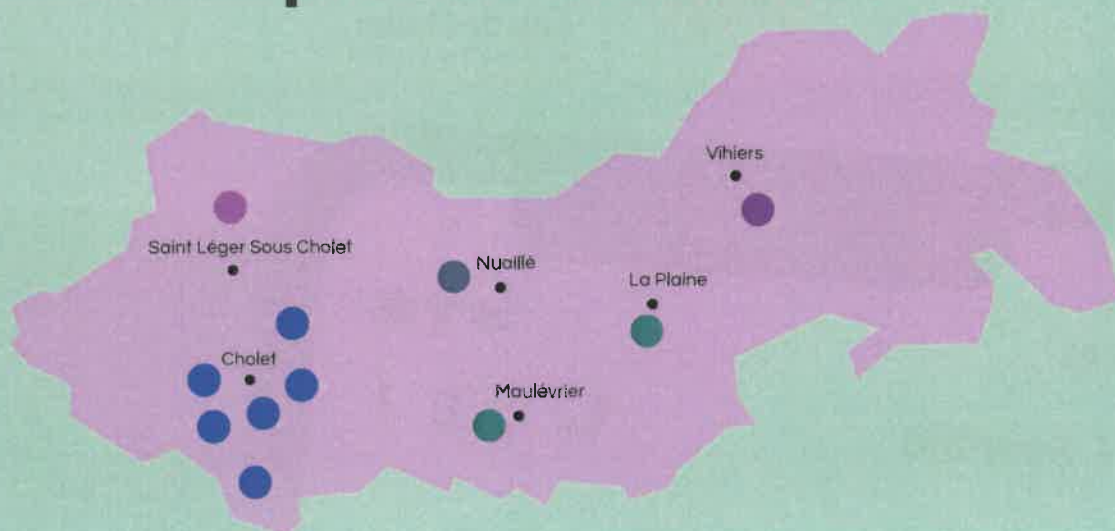 Vihiers
Saint Léger Sous Cholet
Nuaillé
La Plaine
Cholet
Maulévrier